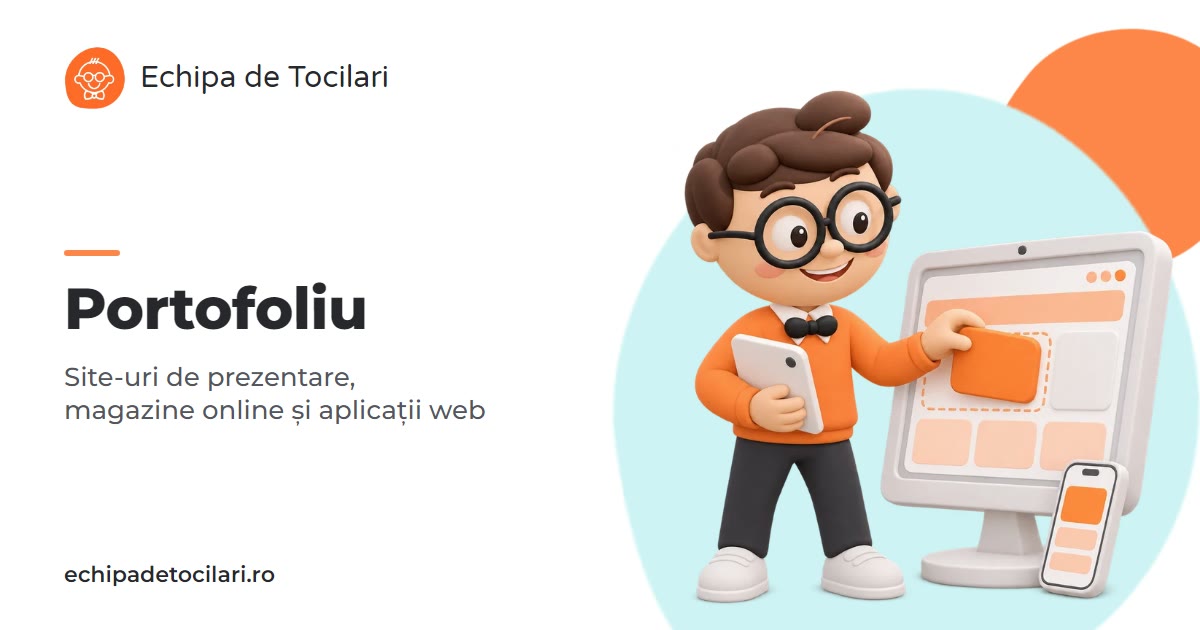 Echipa de Tocilari
Portofoliu
Site-uri de prezentare,
magazine online și aplicații web
echipadetocilari.ro